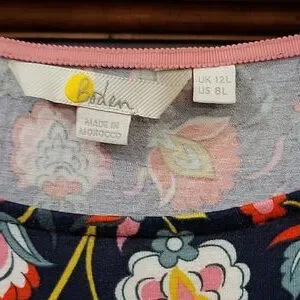 Boden
UK 12L
US 8L
MADE IN
MOROCCO